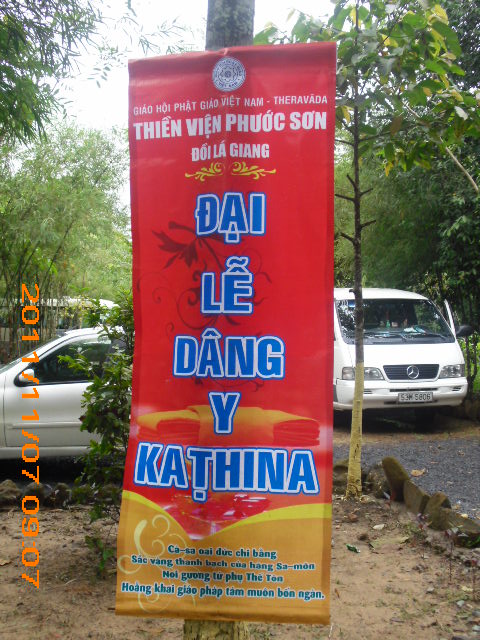 GIÁO HỘI PHẬT GIÁO VIỆT NAM - THERAVĀDA
THIỀN VIỆN PHƯỚC SƠN
ĐỒI LÁ GIANG
ĐẠI
LỄ
DÂNG
Y
KAṬHINA
Ca-sa oai đức chi bằng
Sắc vàng thanh bạch của hàng Sa-môn
Noi gương từ phụ Thế Tôn
Hoằng khai giáo pháp tám muôn bốn ngàn.
53M 5806
2011/11/07 09:07